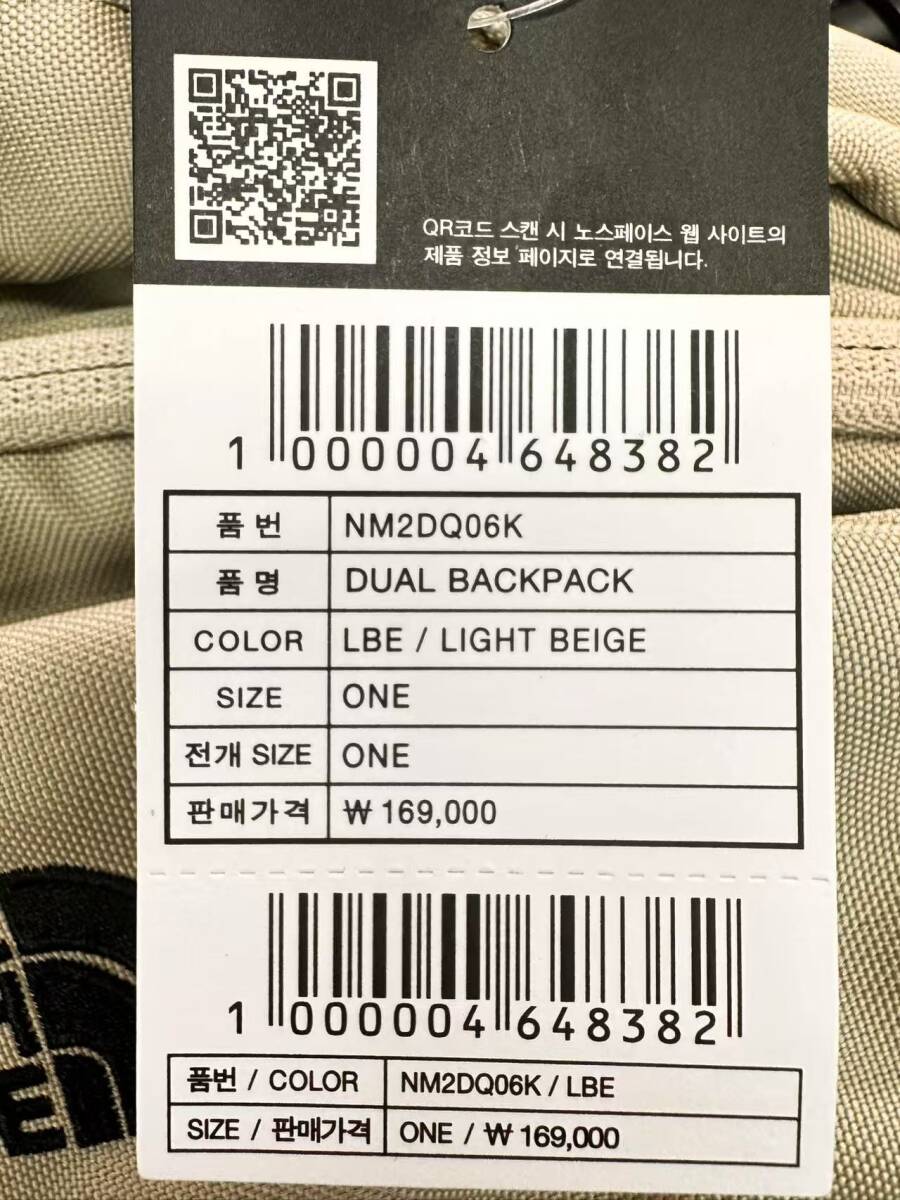 QR코드 스캔 시 노스페이스 웹 사이트의
제품 정보 페이지로 연결됩니다.
1 000004 648382
품 번 NM2DQ06K
품 명 DUAL BACKPACK
COLOR LBE / LIGHT BEIGE
SIZE ONE
전개 SIZE ONE
판매가격 ₩ 169,000
1 000004 648382
품번 / COLOR NM2DQ06K / LBE
SIZE / 판매가격 ONE / ₩ 169,000